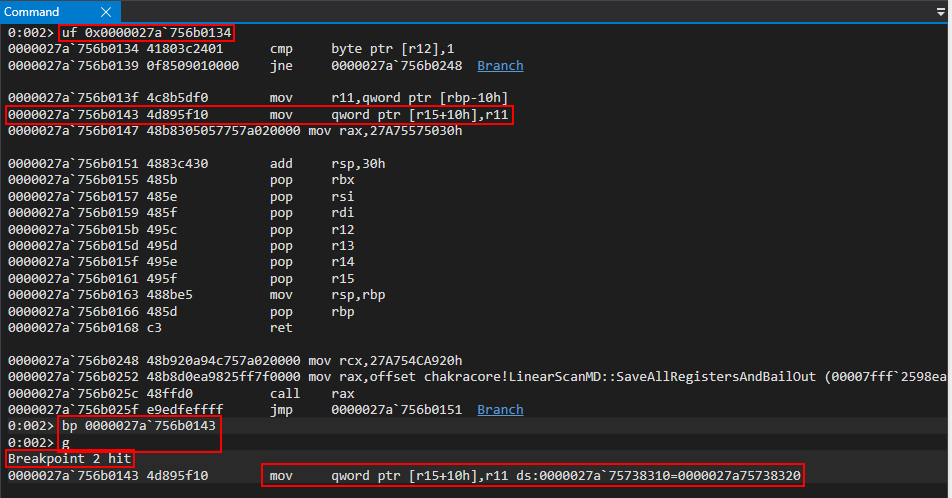 Command
0:002> uf 0x0000027a`756b0134
0000027a`756b0134 41803c2401 cmp byte ptr [r12],1
0000027a`756b0139 0f8509010000 jne 0000027a`756b0248 Branch
0000027a`756b013f 4c8b5df0 mov r11,qword ptr [rbp-10h]
0000027a`756b0143 4d895f10 mov qword ptr [r15+10h],r11
0000027a`756b0147 48b8305057757a020000 mov rax,27A75575030h
0000027a`756b0151 4883c430 add rsp,30h
0000027a`756b0155 485b pop rbx
0000027a`756b0157 485e pop rsi
0000027a`756b0159 485f pop rdi
0000027a`756b015b 495c pop r12
0000027a`756b015d 495d pop r13
0000027a`756b015f 495e pop r14
0000027a`756b0161 495f pop r15
0000027a`756b0163 488be5 mov rsp,rbp
0000027a`756b0166 485d pop rbp
0000027a`756b0168 c3 ret
0000027a`756b0248 48b920a94c757a020000 mov rcx,27A754CA920h
0000027a`756b0252 48b8d0ea9825ff7f0000 mov rax,offset chakracore!LinearScanMD::SaveAllRegistersAndBailOut (00007fff`2598ea
0000027a`756b025c 48ffd0 call rax
0000027a`756b025f e9edfeffff jmp 0000027a`756b0151 Branch
0:002> bp 0000027a`756b0143
0:002> g
Breakpoint 2 hit
0000027a`756b0143 4d895f10 mov qword ptr [r15+10h],r11 ds:0000027a`75738310=0000027a75738320